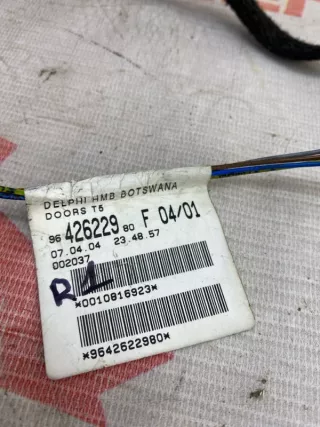 DELPHI HMB BOTSWANA
DOORS T5
96 426229 80 F 04/01
07.04.04 23.48.57
002037
R1
*0010816923*
*9642622980*